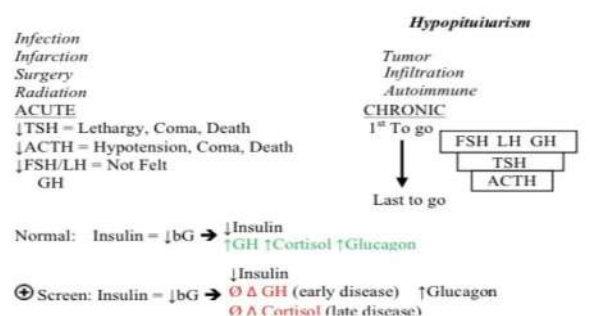 Hypopituitarism
Infection
Infarction
Surgery
Radiation
ACUTE
↓TSH = Lethargy, Coma, Death
↓ACTH = Hypotension, Coma, Death
↓FSH/LH = Not Felt
GH
Tumor
Infiltration
Autoimmune
CHRONIC
1st To go
FSH LH GH
TSH
ACTH
Last to go
Normal: Insulin = ↓bG ➔ ↓Insulin
↑GH ↑Cortisol ↑Glucagon
⊕ Screen: Insulin = ↓bG ➔ ↓Insulin
Ø Δ GH (early disease) ↑Glucagon
Ø Δ Cortisol (late disease)